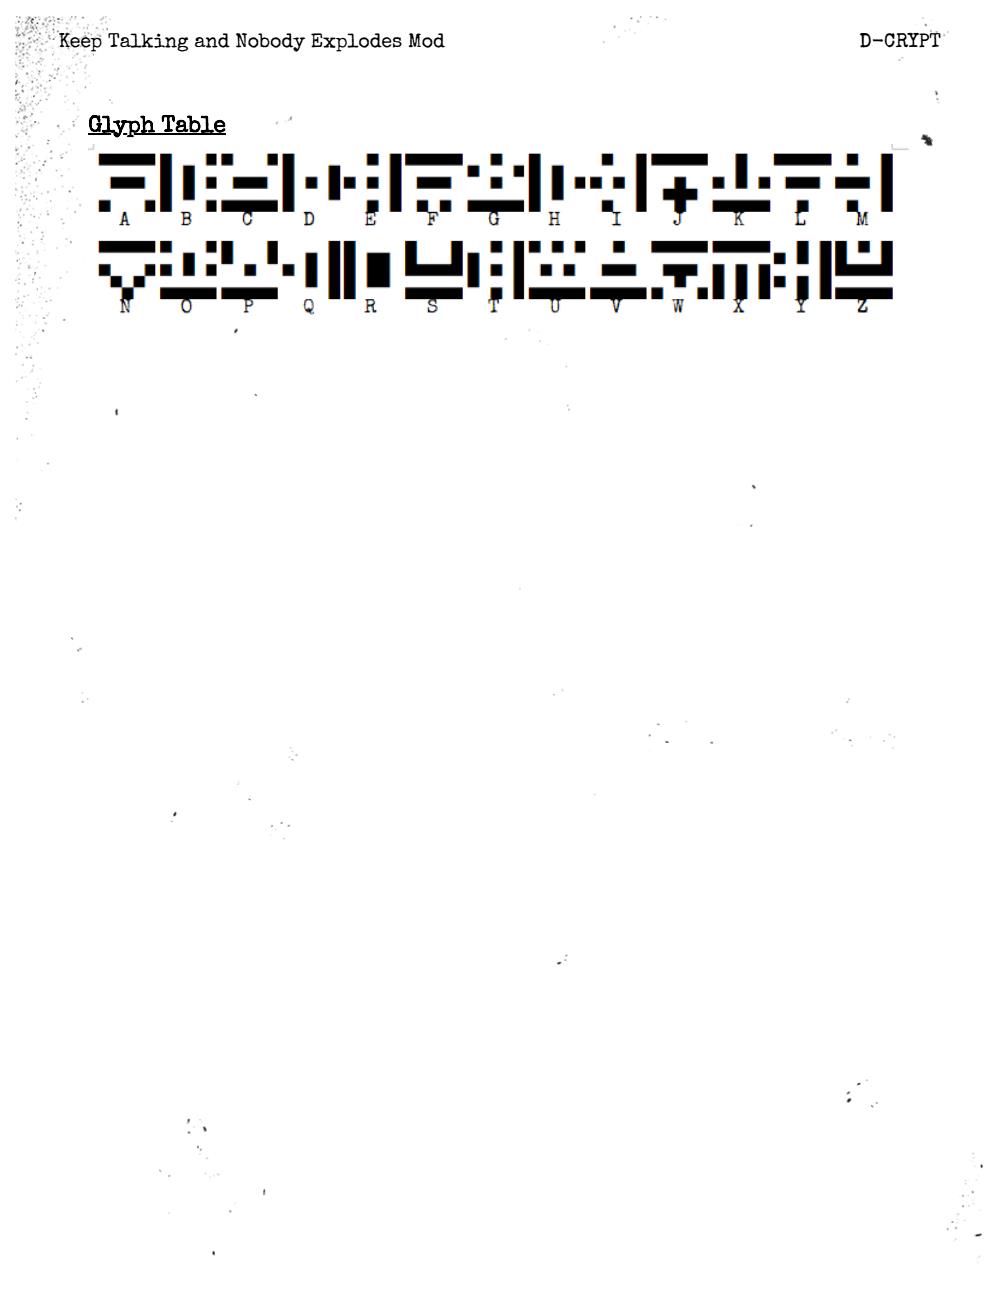 Keep Talking and Nobody Explodes Mod D-CRYPT
Glyph Table
A B C D E F G H I J K L M
N O P Q R S T U V W X Y Z